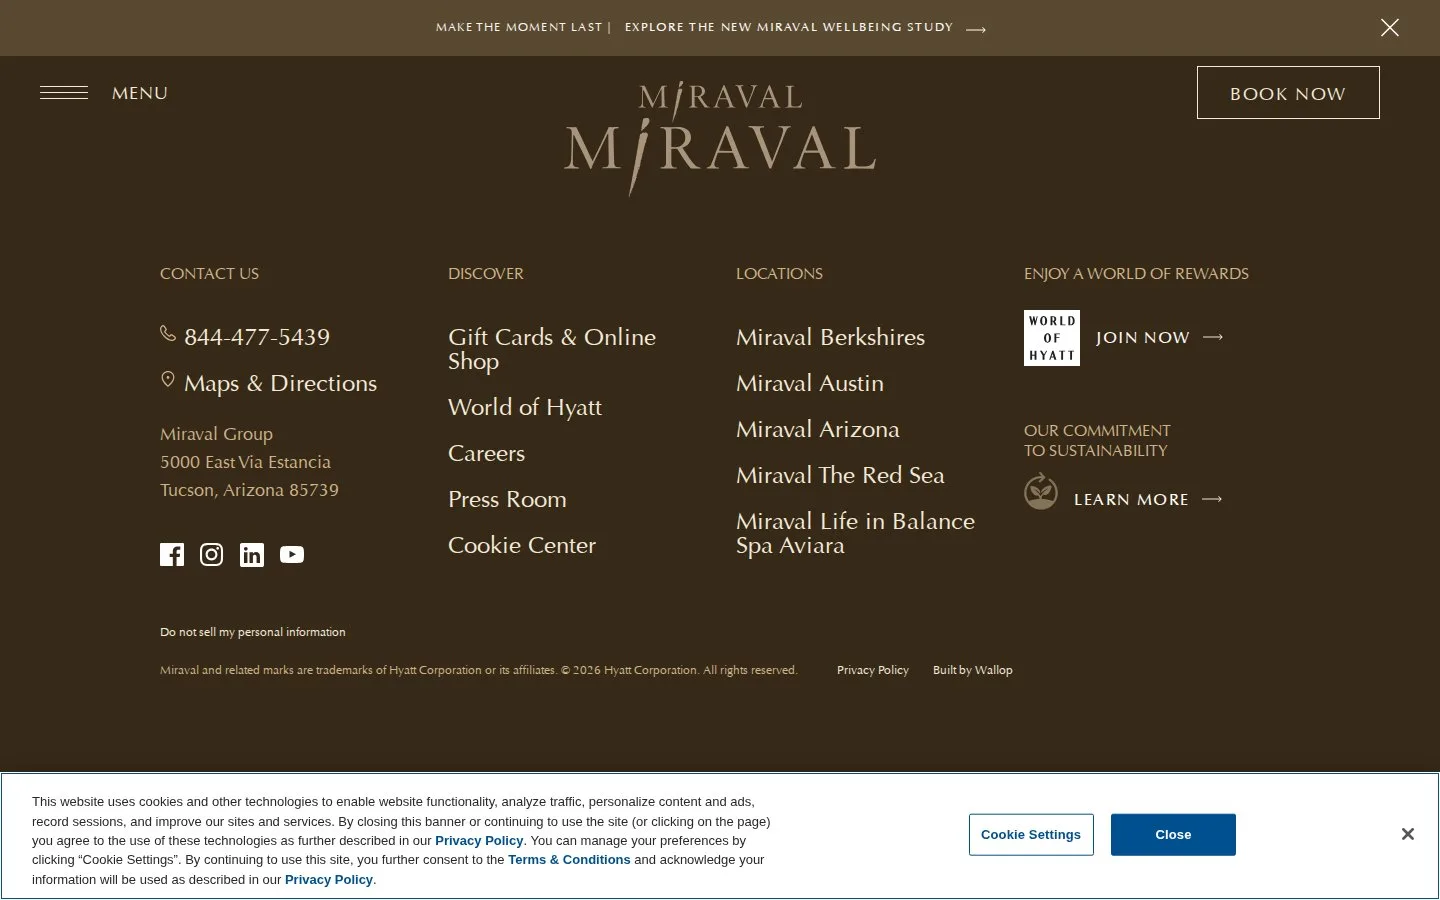 MAKE THE MOMENT LAST | EXPLORE THE NEW MIRAVAL WELLBEING STUDY
MENU
MIRAVAL
BOOK NOW
MIRAVAL
CONTACT US
844-477-5439
Maps & Directions
Miraval Group
5000 East Via Estancia
Tucson, Arizona 85739
DISCOVER
Gift Cards & Online
Shop
World of Hyatt
Careers
Press Room
Cookie Center
LOCATIONS
Miraval Berkshires
Miraval Austin
Miraval Arizona
Miraval The Red Sea
Miraval Life in Balance
Spa Aviara
ENJOY A WORLD OF REWARDS
WORLD
OF
HYATT
JOIN NOW
OUR COMMITMENT
TO SUSTAINABILITY
LEARN MORE
Do not sell my personal information
Miraval and related marks are trademarks of Hyatt Corporation or its affiliates. © 2026 Hyatt Corporation. All rights reserved. Privacy Policy Built by Wallop
This website uses cookies and other technologies to enable website functionality, analyze traffic, personalize content and ads,
record sessions, and improve our sites and services. By closing this banner or continuing to use the site (or clicking on the page)
you agree to the use of these technologies as further described in our Privacy Policy. You can manage your preferences by
clicking “Cookie Settings”. By continuing to use this site, you further consent to the Terms & Conditions and acknowledge your
information will be used as described in our Privacy Policy.
Cookie Settings
Close